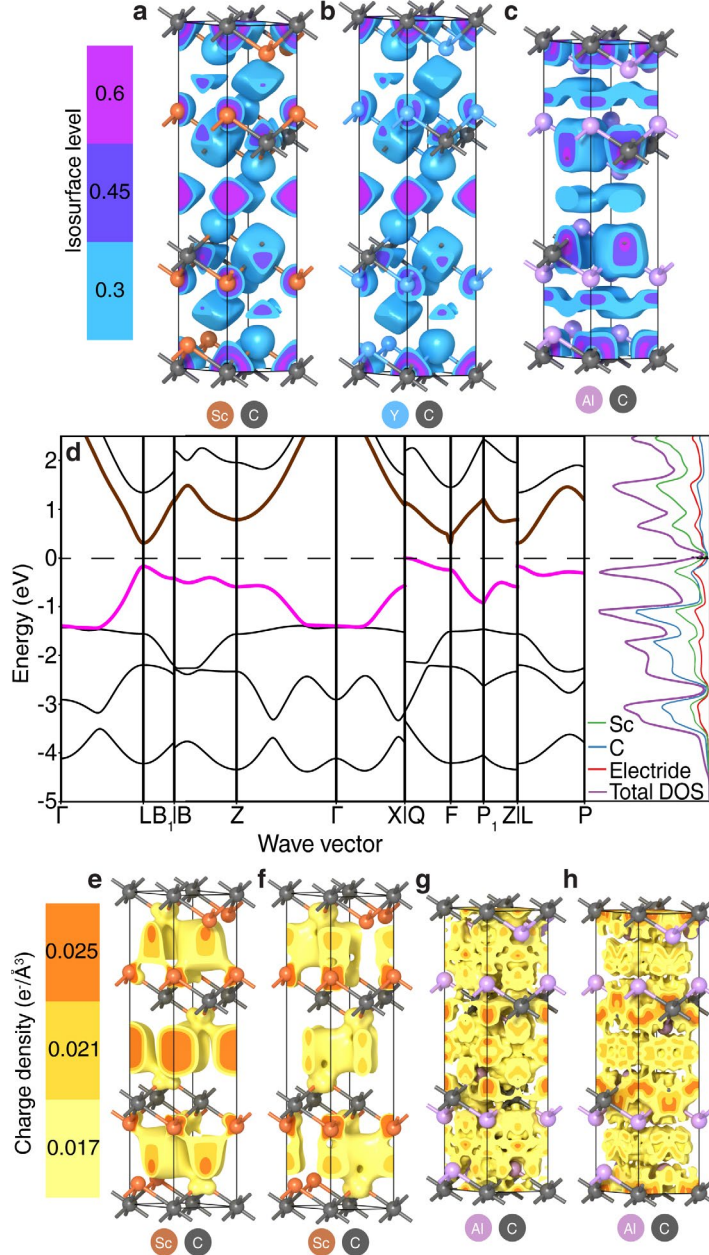 a b c
Isosurface level
0.6
0.45
0.3
Sc C
Y C
Al C
d
Energy (eV)
2
1
0
-1
-2
-3
-4
-5
Γ L B₁|B Z Γ X|Q F P₁ Z|L P
Wave vector
Sc
C
Electride
Total DOS
e f g h
Charge density (e⁻/Å³)
0.025
0.021
0.017
Sc C
Sc C
Al C
Al C